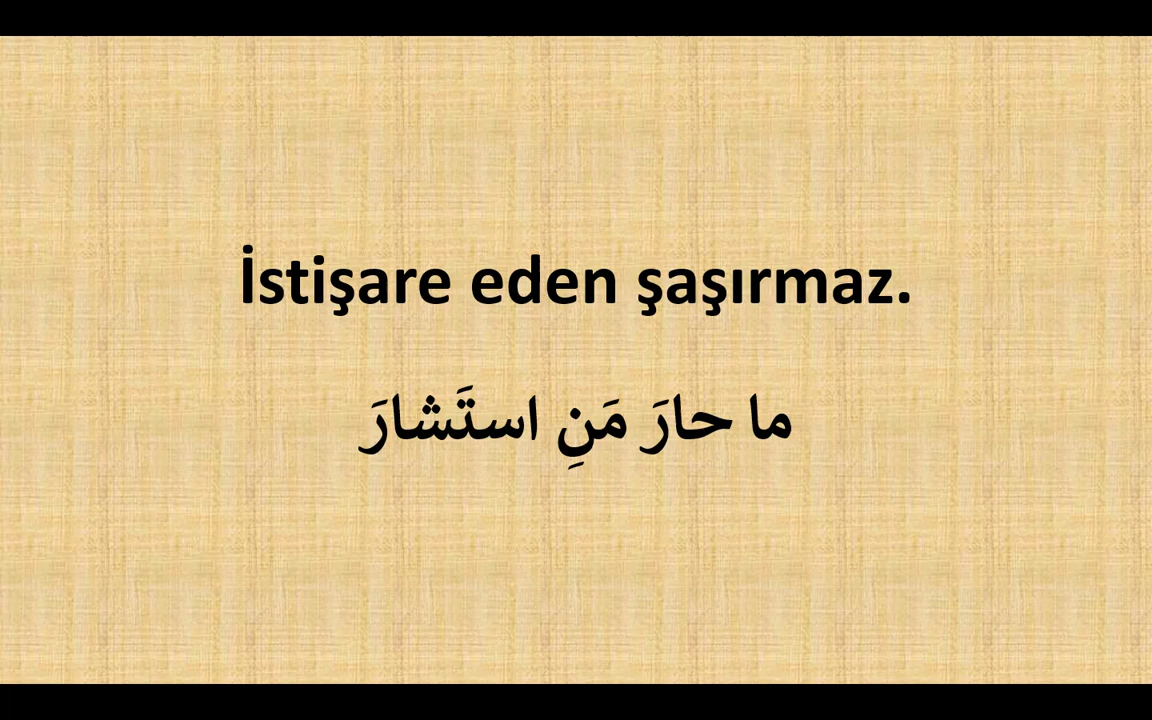 İstişare eden şaşırmaz.
ما حارَ مَنِ استَشارَ